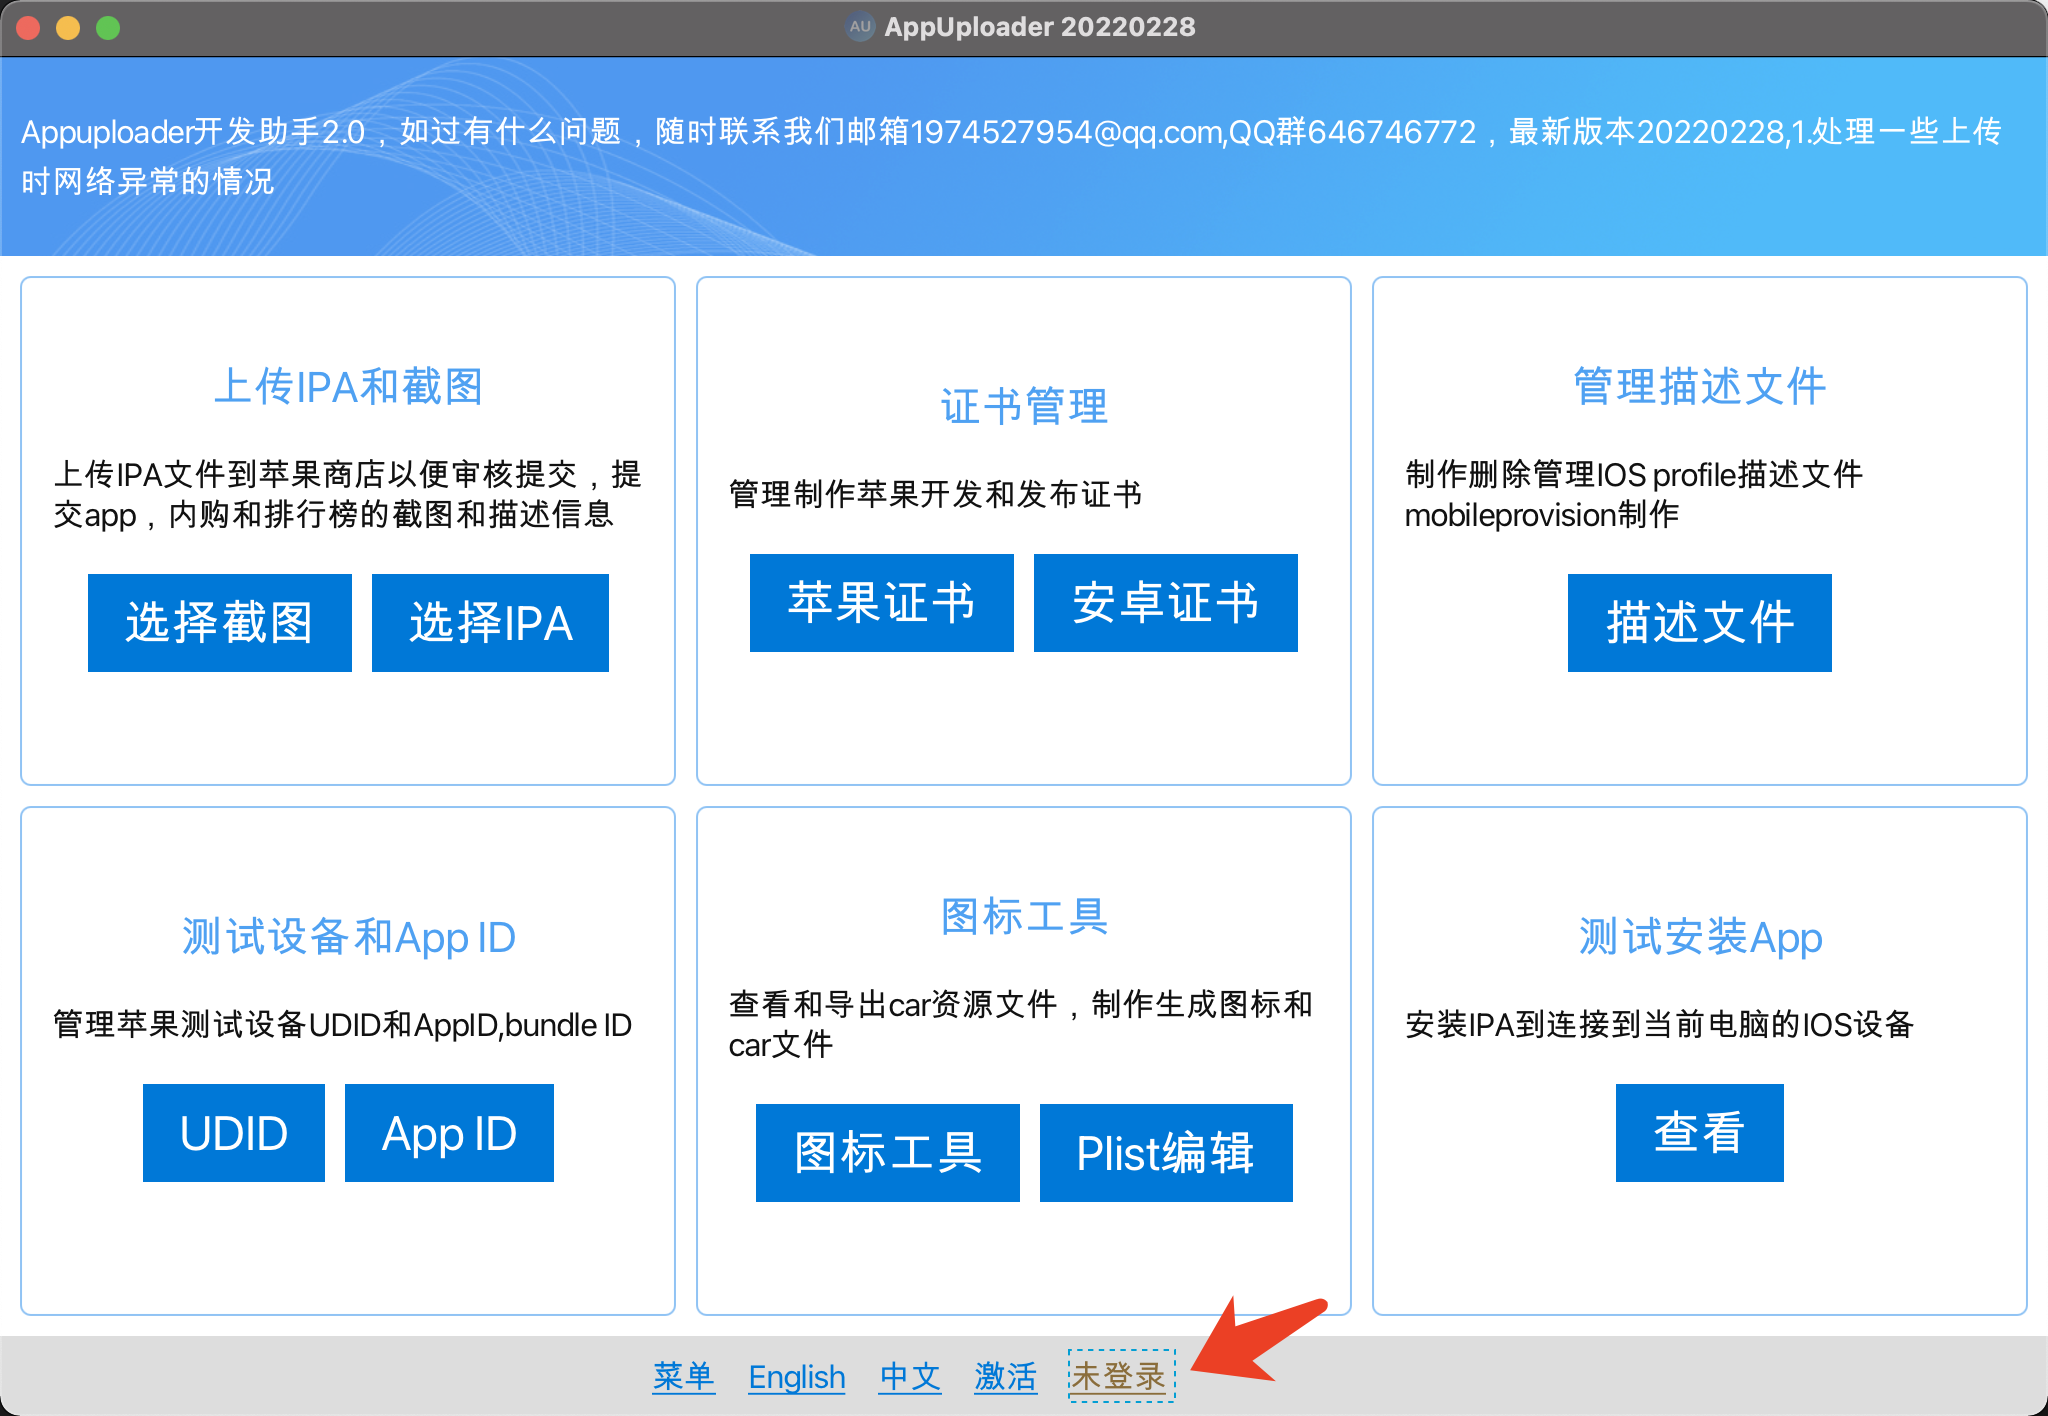 AU AppUploader 20220228
Appuploader开发助手2.0，如过有什么问题，随时联系我们邮箱1974527954@qq.com,QQ群646746772，最新版本20220228,1.处理一些上传
时网络异常的情况
上传IPA和截图
上传IPA文件到苹果商店以便审核提交，提
交app，内购和排行榜的截图和描述信息
选择截图 选择IPA
证书管理
管理制作苹果开发和发布证书
苹果证书 安卓证书
管理描述文件
制作删除管理IOS profile描述文件
mobileprovision制作
描述文件
测试设备和App ID
管理苹果测试设备UDID和AppID,bundle ID
UDID App ID
图标工具
查看和导出car资源文件，制作生成图标和
car文件
图标工具 Plist编辑
测试安装App
安装IPA到连接到当前电脑的IOS设备
查看
菜单 English 中文 激活 未登录